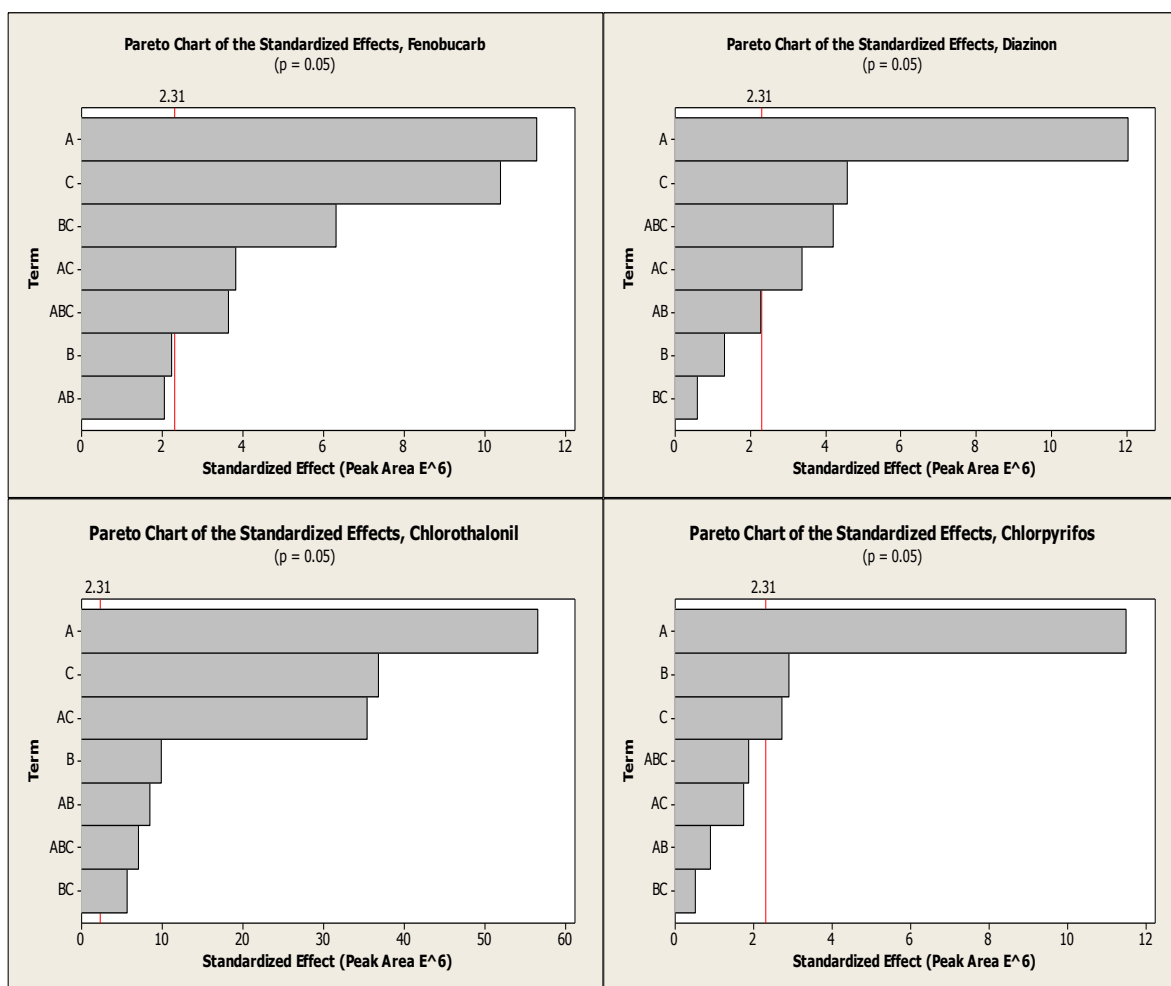 Pareto Chart of the Standardized Effects, Fenobucarb
(p = 0.05)
2.31
A
C
BC
AC
ABC
B
AB
Term
0 2 4 6 8 10 12
Standardized Effect (Peak Area E^6)
Pareto Chart of the Standardized Effects, Diazinon
(p = 0.05)
2.31
A
C
ABC
AC
AB
B
BC
Term
0 2 4 6 8 10 12
Standardized Effect (Peak Area E^6)
Pareto Chart of the Standardized Effects, Chlorothalonil
(p = 0.05)
2.31
A
C
AC
B
AB
ABC
BC
Term
0 10 20 30 40 50 60
Standardized Effect (Peak Area E^6)
Pareto Chart of the Standardized Effects, Chlorpyrifos
(p = 0.05)
2.31
A
B
C
ABC
AC
AB
BC
Term
0 2 4 6 8 10 12
Standardized Effect (Peak Area E^6)